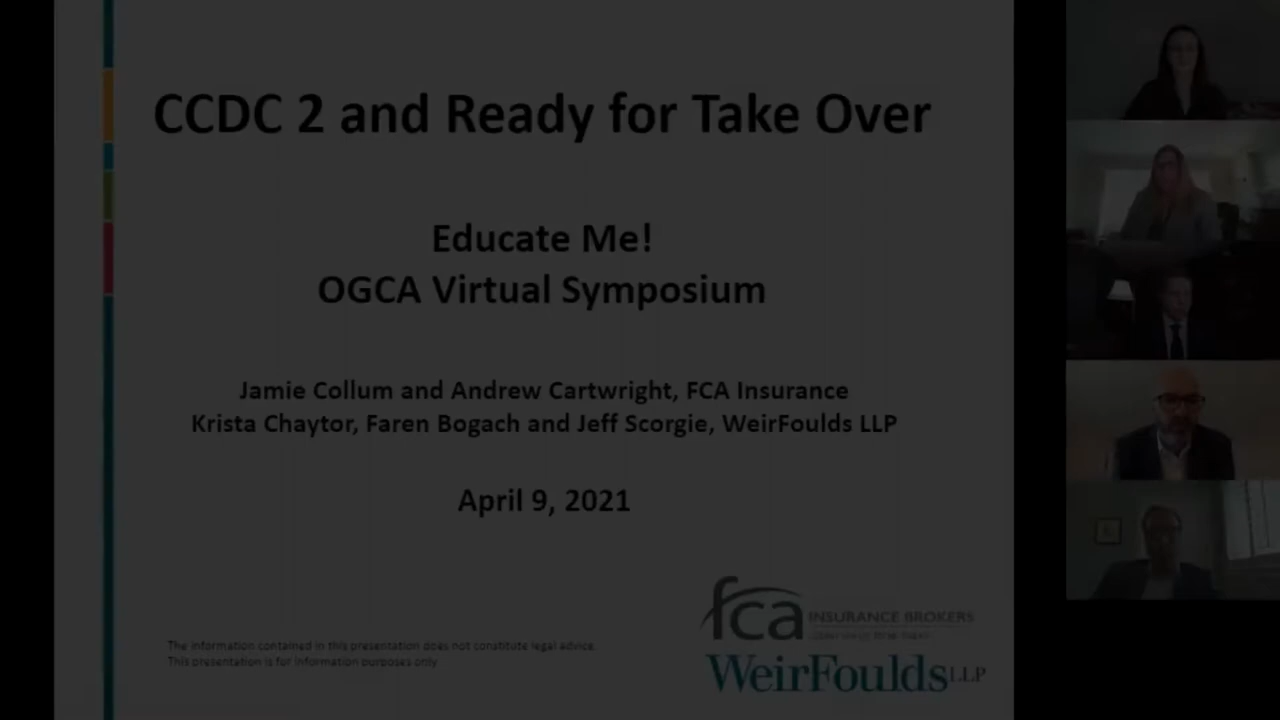 CCDC 2 and Ready for Take Over
Educate Me!
OGCA Virtual Symposium
Jamie Collum and Andrew Cartwright, FCA Insurance
Krista Chaytor, Faren Bogach and Jeff Scorgie, WeirFoulds LLP
April 9, 2021
fca INSURANCE BROKERS
The information contained in this presentation does not constitute legal advice.
This presentation is for information purposes only
WeirFoulds LLP